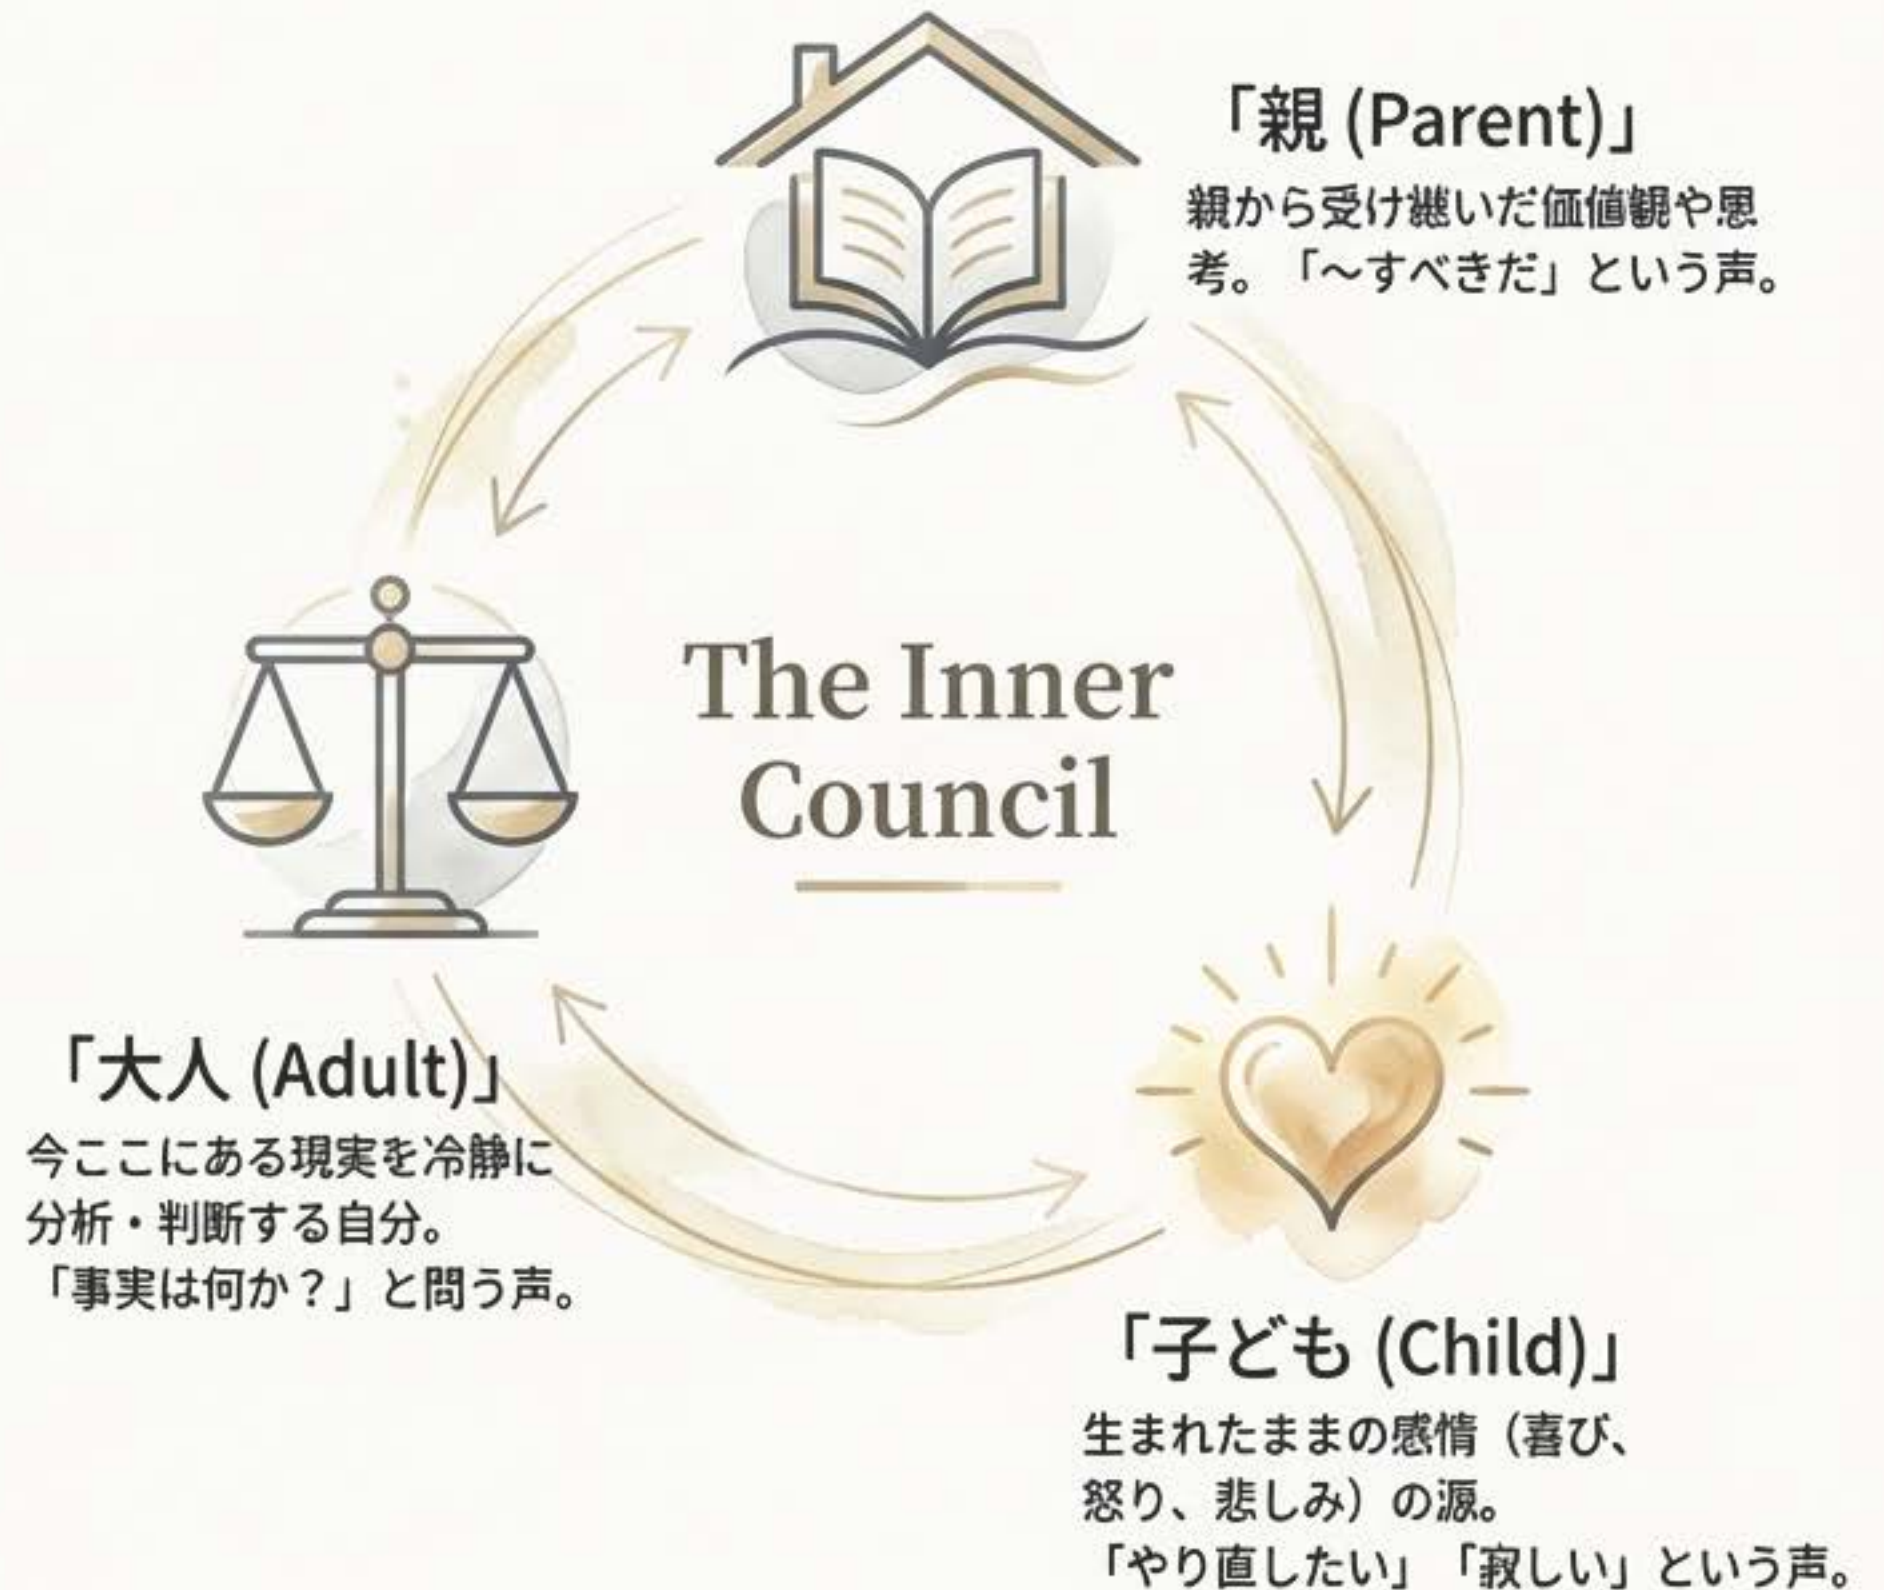 「親 (Parent)」
親から受け継いだ価値観や思
考。「～すべきだ」という声。
The Inner
Council
「大人 (Adult)」
今ここにある現実を冷静に
分析・判断する自分。
「事実は何か？」と問う声。
「子ども (Child)」
生まれたままの感情（喜び、
怒り、悲しみ）の源。
「やり直したい」「寂しい」という声。